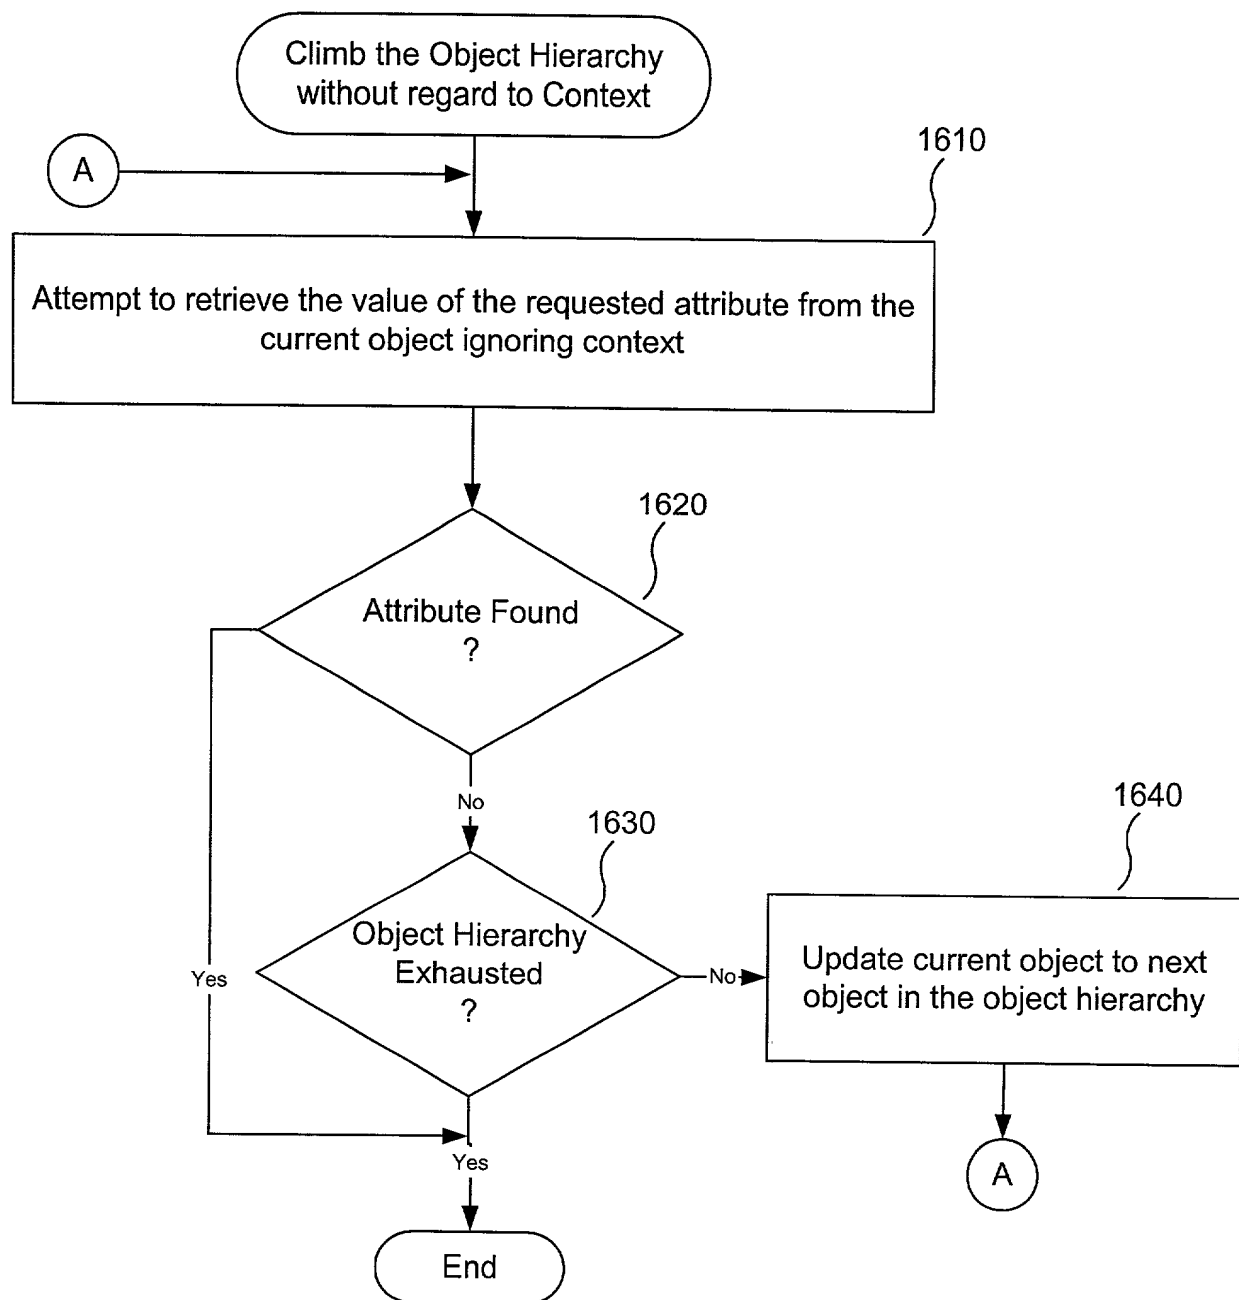 Climb the Object Hierarchy
without regard to Context
A
1610
Attempt to retrieve the value of the requested attribute from the
current object ignoring context
1620
Attribute Found
?
No
1630
1640
Object Hierarchy
Exhausted
?
Yes
No
Update current object to next
object in the object hierarchy
Yes
A
End